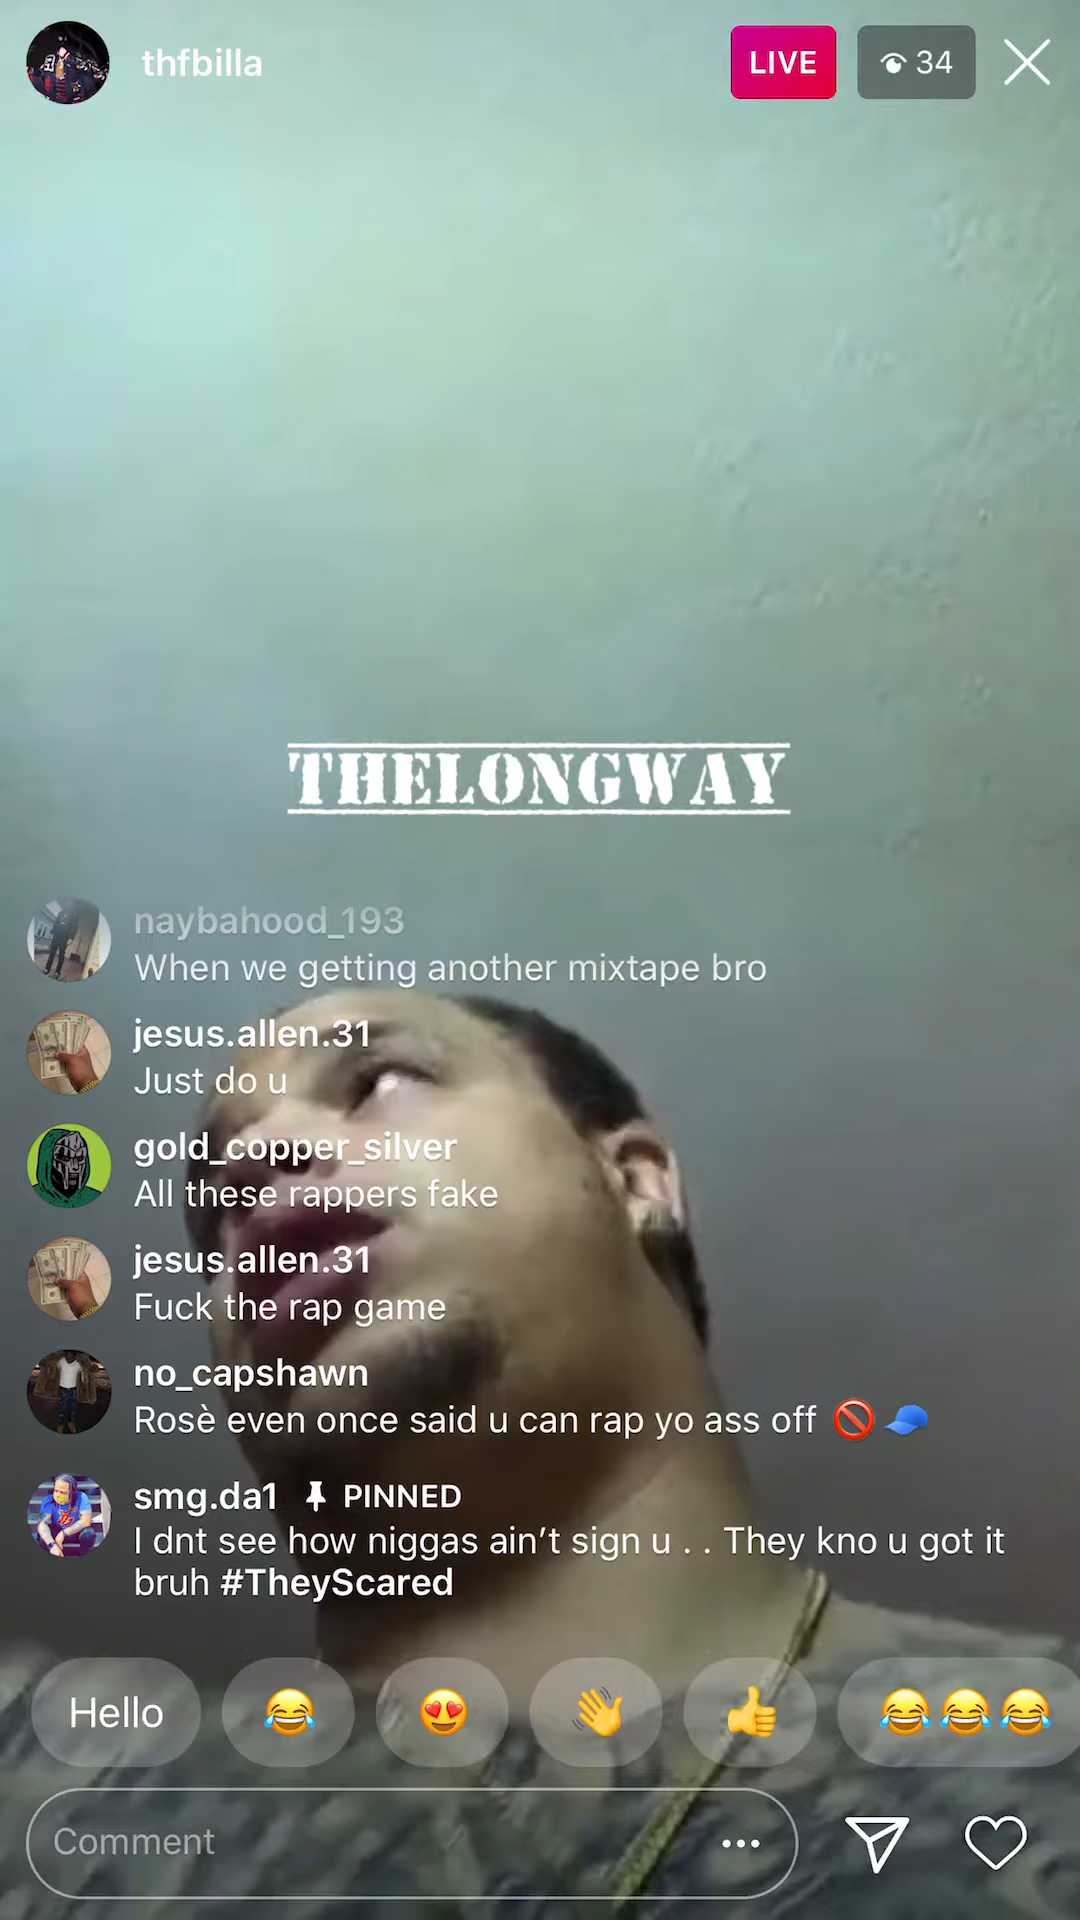 thfbilla
LIVE
34
THELONGWAY
naybahood_193
When we getting another mixtape bro
jesus.allen.31
Just do u
gold_copper_silver
All these rappers fake
jesus.allen.31
Fuck the rap game
no_capshawn
Rosè even once said u can rap yo ass off 🚫 🧢
smg.da1 📌 PINNED
I dnt see how niggas ain't sign u . . They kno u got it
bruh #TheyScared
Hello 😂 😍 👋 👍 😂 😂 😂
Comment ...